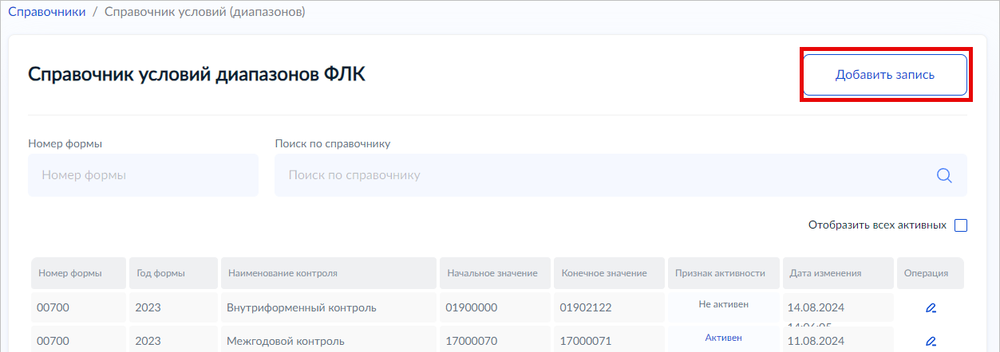 Справочники / Справочник условий (диапазонов)
Справочник условий диапазонов ФЛК
Добавить запись
Номер формы Поиск по справочнику
Номер формы Поиск по справочнику
Отобразить всех активных
Номер формы Год формы Наименование контроля Начальное значение Конечное значение Признак активности Дата изменения Операция
00700 2023 Внутриформенный контроль 01900000 01902122 Не активен 14.08.2024
00700 2023 Межгодовой контроль 17000070 17000071 Активен 11.08.2024